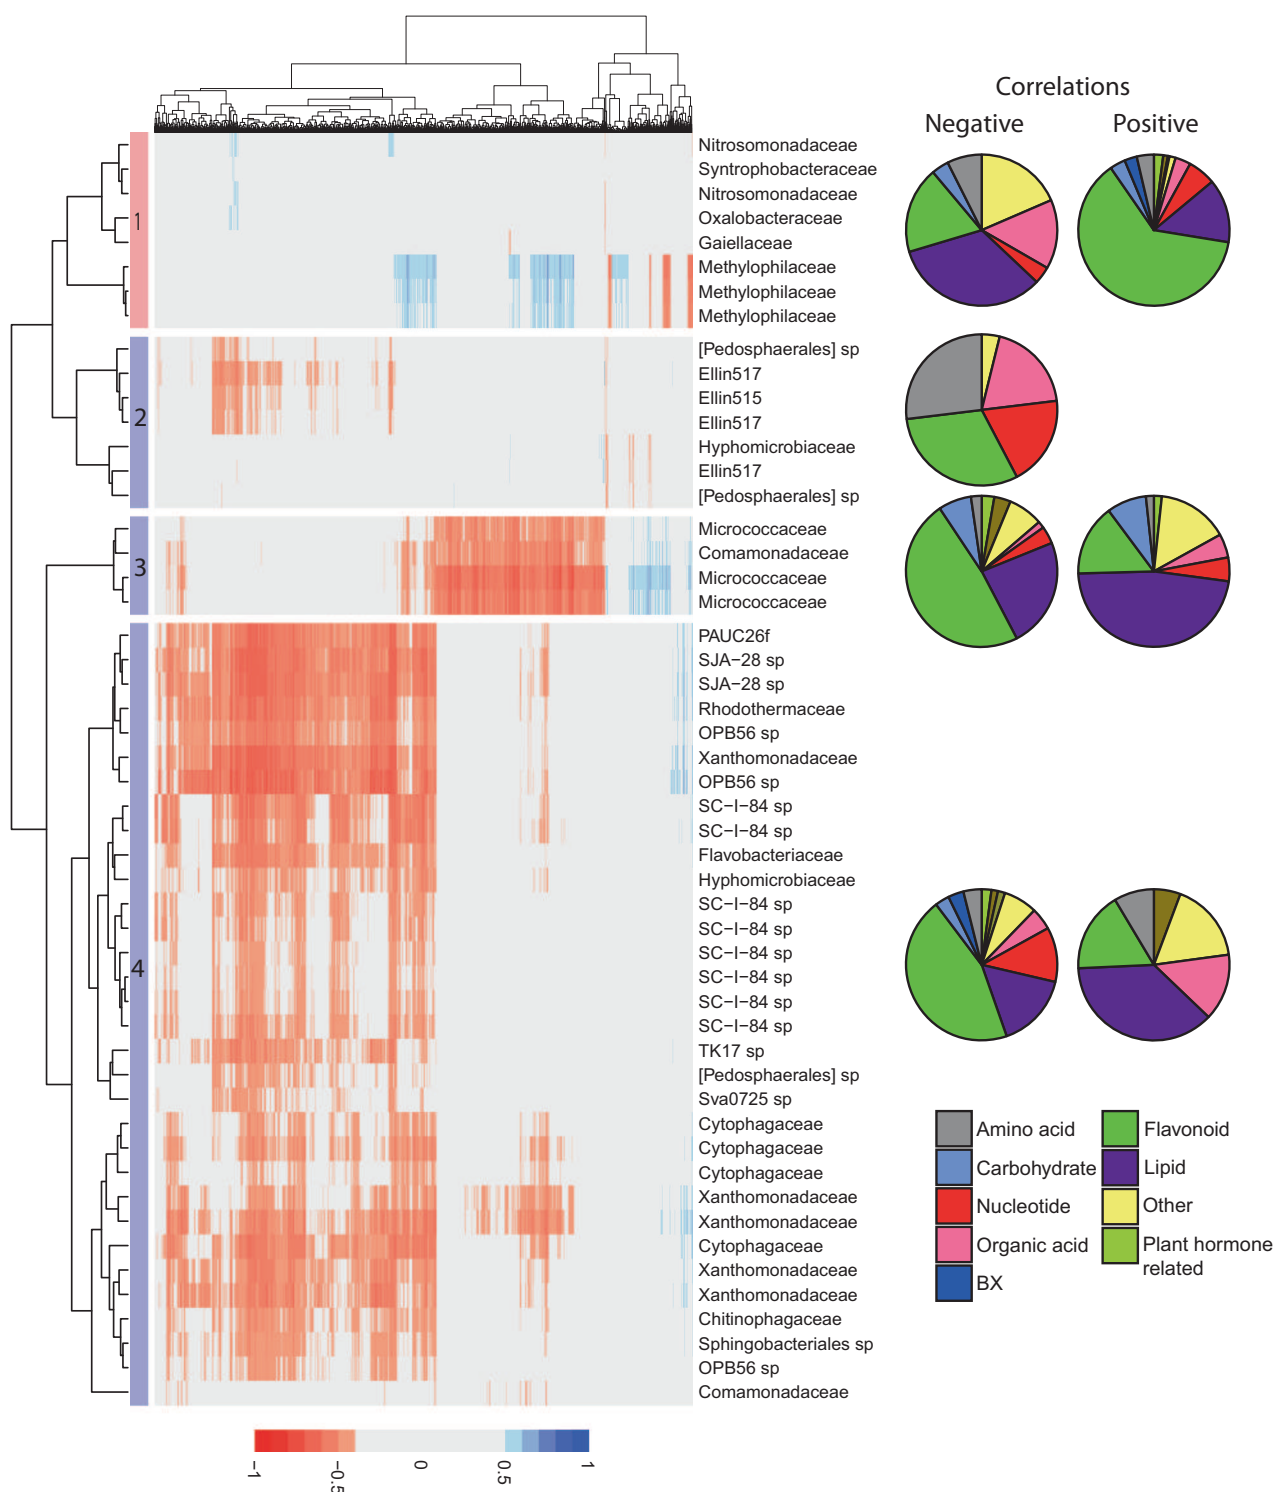 Correlations
Negative
Positive
1
Nitrosomonadaceae
Syntrophobacteraceae
Nitrosomonadaceae
Oxalobacteraceae
Gaiellaceae
Methylophilaceae
Methylophilaceae
Methylophilaceae
2
[Pedosphaerales] sp
Ellin517
Ellin515
Ellin517
Hyphomicrobiaceae
Ellin517
[Pedosphaerales] sp
3
Micrococcaceae
Comamonadaceae
Micrococcaceae
Micrococcaceae
4
PAUC26f
SJA−28 sp
SJA−28 sp
Rhodothermaceae
OPB56 sp
Xanthomonadaceae
OPB56 sp
SC−I−84 sp
SC−I−84 sp
Flavobacteriaceae
Hyphomicrobiaceae
SC−I−84 sp
SC−I−84 sp
SC−I−84 sp
SC−I−84 sp
SC−I−84 sp
SC−I−84 sp
TK17 sp
[Pedosphaerales] sp
Sva0725 sp
Cytophagaceae
Cytophagaceae
Cytophagaceae
Xanthomonadaceae
Xanthomonadaceae
Cytophagaceae
Xanthomonadaceae
Xanthomonadaceae
Chitinophagaceae
Sphingobacteriales sp
OPB56 sp
Comamonadaceae
Amino acid
Carbohydrate
Nucleotide
Organic acid
BX
Flavonoid
Lipid
Other
Plant hormone
related
−1
−0.5
0
0.5
1